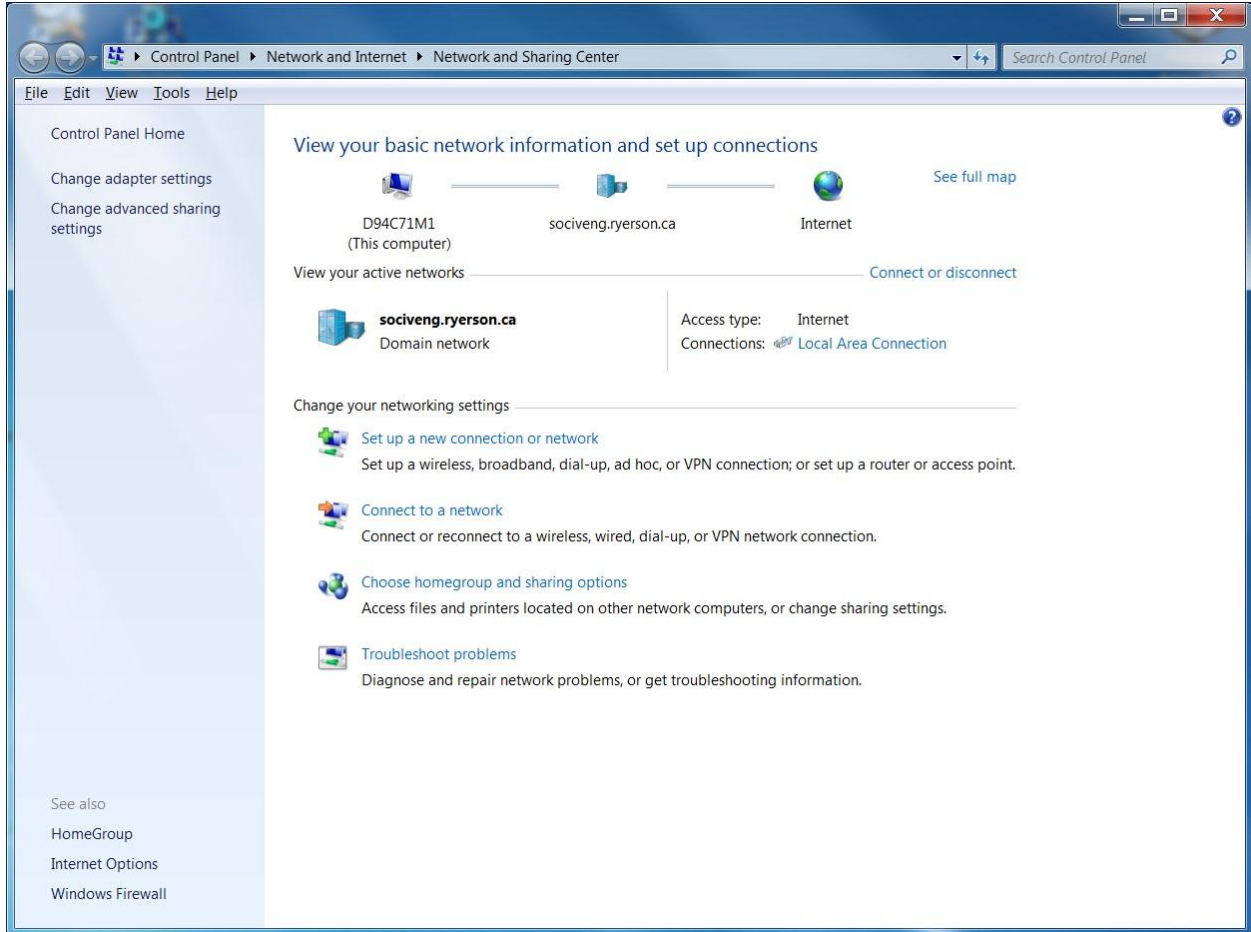 Control Panel ▸ Network and Internet ▸ Network and Sharing Center
Search Control Panel
File Edit View Tools Help
Control Panel Home
Change adapter settings
Change advanced sharing
settings
View your basic network information and set up connections
See full map
D94C71M1
(This computer)
sociveng.ryerson.ca
Internet
View your active networks
Connect or disconnect
sociveng.ryerson.ca
Domain network
Access type: Internet
Connections: Local Area Connection
Change your networking settings
Set up a new connection or network
Set up a wireless, broadband, dial-up, ad hoc, or VPN connection; or set up a router or access point.
Connect to a network
Connect or reconnect to a wireless, wired, dial-up, or VPN network connection.
Choose homegroup and sharing options
Access files and printers located on other network computers, or change sharing settings.
Troubleshoot problems
Diagnose and repair network problems, or get troubleshooting information.
See also
HomeGroup
Internet Options
Windows Firewall